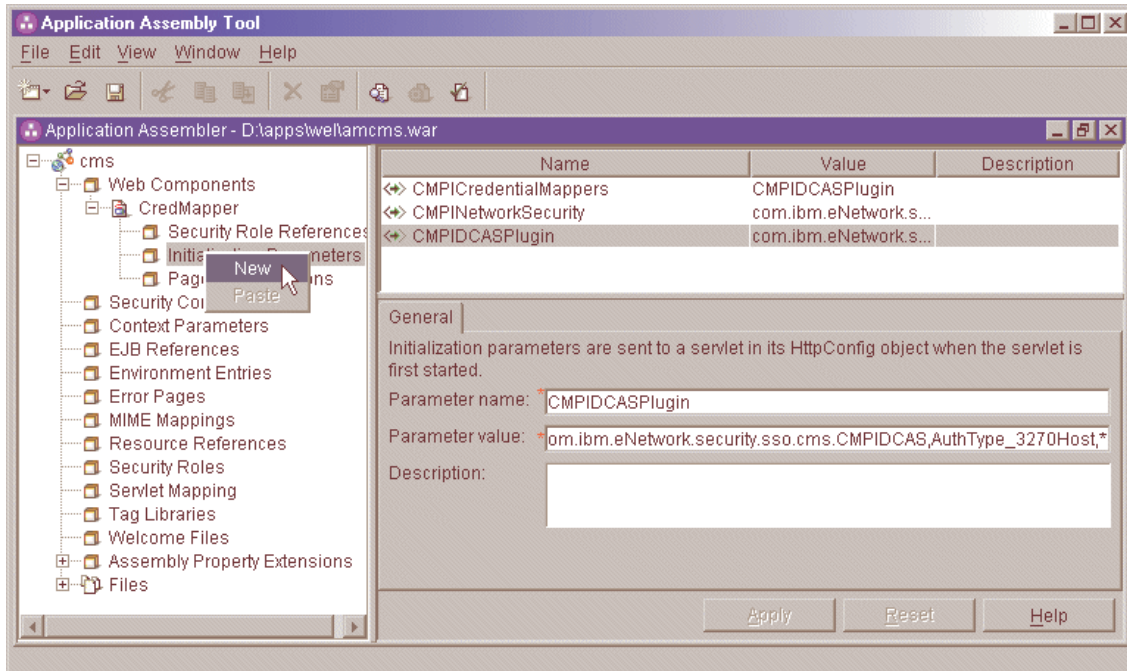 Application Assembly Tool
File Edit View Window Help
Application Assembler - D:\apps\wel\amcms.war
cms
Web Components
CredMapper
Security Role References
Initia meters
Pag ns
New
Paste
Security Co
Context Parameters
EJB References
Environment Entries
Error Pages
MIME Mappings
Resource References
Security Roles
Servlet Mapping
Tag Libraries
Welcome Files
Assembly Property Extensions
Files
Name Value Description
CMPICredentialMappers CMPIDCASPlugin
CMPINetworkSecurity com.ibm.eNetwork.s...
CMPIDCASPlugin com.ibm.eNetwork.s...
General
Initialization parameters are sent to a servlet in its HttpConfig object when the servlet is
first started.
Parameter name: * CMPIDCASPlugin
Parameter value: * om.ibm.eNetwork.security.sso.cms.CMPIDCAS,AuthType_3270Host,*
Description:
Apply Reset Help